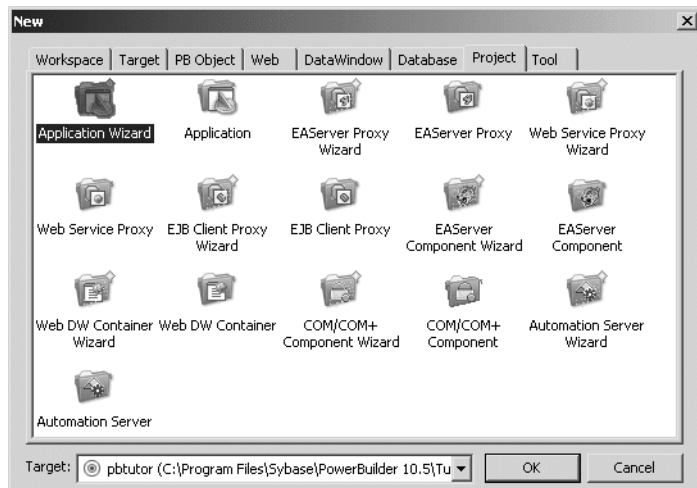 New
Workspace Target PB Object Web DataWindow Database Project Tool
Application Wizard Application EAServer Proxy Wizard EAServer Proxy Web Service Proxy Wizard
Web Service Proxy EJB Client Proxy Wizard EJB Client Proxy EAServer Component Wizard EAServer Component
Web DW Container Wizard Web DW Container COM/COM+ Component Wizard COM/COM+ Component Automation Server Wizard
Automation Server
Target: pbtutor (C:\Program Files\Sybase\PowerBuilder 10.5\Tu OK Cancel